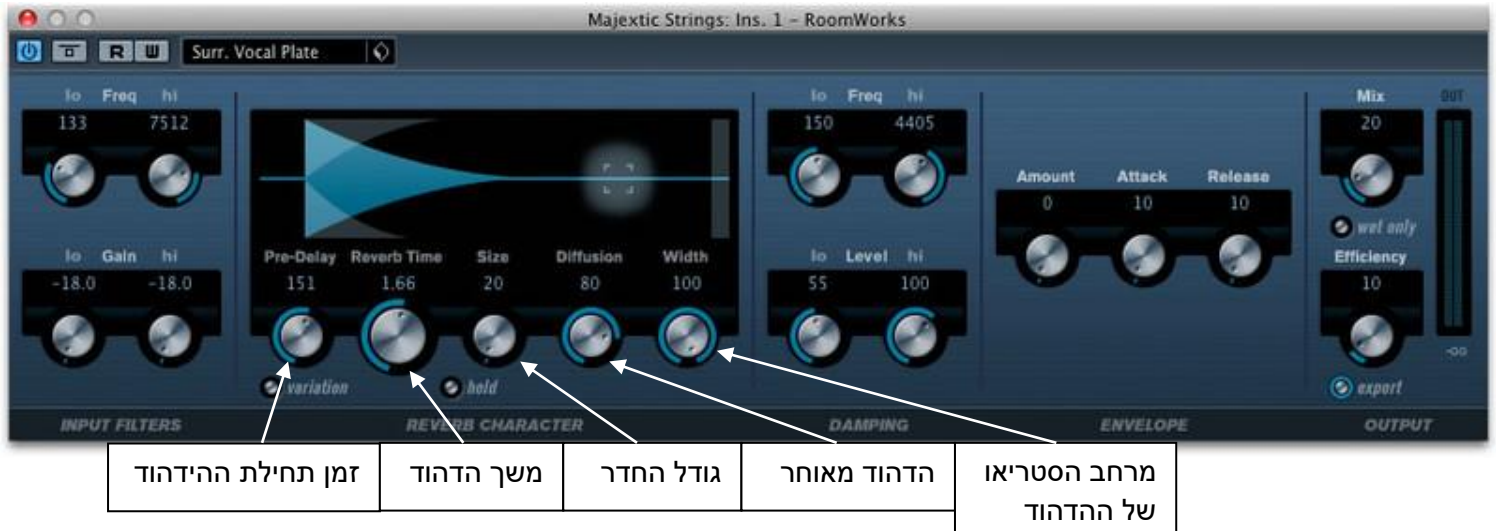 Majextic Strings: Ins. 1 – RoomWorks
R W Surr. Vocal Plate
lo Freq hi
133 7512
lo Gain hi
-18.0 -18.0
INPUT FILTERS
Pre-Delay Reverb Time Size Diffusion Width
151 1.66 20 80 100
variation hold
REVERB CHARACTER
lo Freq hi
150 4405
lo Level hi
55 100
DAMPING
Amount Attack Release
0 10 10
ENVELOPE
Mix OUT
20
wet only
Efficiency
10
-oo
export
OUTPUT
זמן תחילת ההידהוד
משך הדהוד
גודל החדר
הדהוד מאוחר
מרחב הסטריאו
של ההדהוד